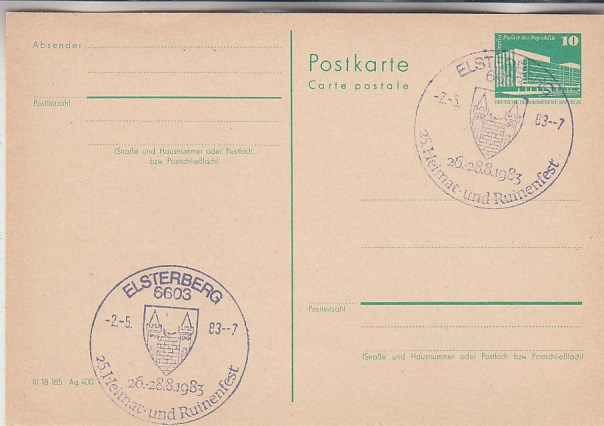 Absender
Postleitzahl
(Straße und Hausnummer oder Postfach
bzw. Postschließfach)
Postkarte
Carte postale
Berlin-Palast der Republik 10
DEUTSCHE DEMOKRATISCHE REPUBLIK
6603
-2.-5. 83--7
26.-28.8.1983
25. Heimat- und Ruinenfest
Postleitzahl
(Straße und Hausnummer oder Postfach bzw. Postschließfach)
ELSTERBERG
6603
-2.-5. 83--7
26.-28.8.1983
25. Heimat- und Ruinenfest
III 18 185 Ag 400